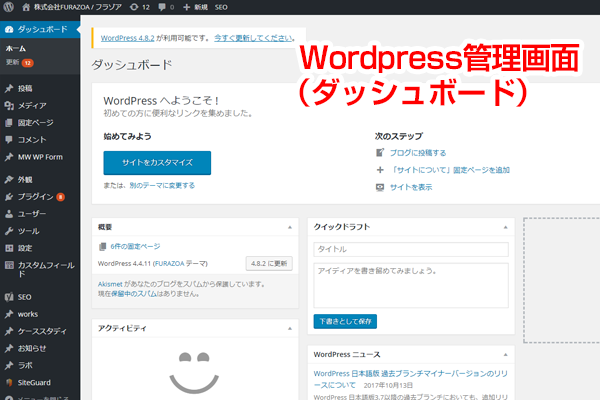 株式会社FURAZOA / フラゾア 12 0 + 新規 SEO
ダッシュボード
ホーム
更新 12
投稿
メディア
固定ページ
コメント
MW WP Form
外観
プラグイン 8
ユーザー
ツール
設定
カスタムフィールド
SEO
works
ケーススタディ
お知らせ
ラボ
SiteGuard
メニューを閉じる
WordPress 4.8.2 が利用可能です。 今すぐ更新してください。
Wordpress管理画面
（ダッシュボード）
ダッシュボード
WordPress へようこそ！
初めての方に便利なリンクを集めました。
始めてみよう
サイトをカスタマイズ
または、別のテーマに変更する
次のステップ
ブログに投稿する
「サイトについて」固定ページを追加
サイトを表示
概要
6件の固定ページ
WordPress 4.4.11 (FURAZOA テーマ) 4.8.2 に更新
Akismet があなたのブログをスパムから保護しています。
現在保留中のスパムはありません。
アクティビティ
クイックドラフト
タイトル
アイディアを書き留めてみましょう。
下書きとして保存
WordPress ニュース
WordPress 日本語版 過去ブランチマイナーバージョンのリリースについて 2017年10月13日
WordPress 日本語版3.7以降の過去ブランチにおいても、追加リリ